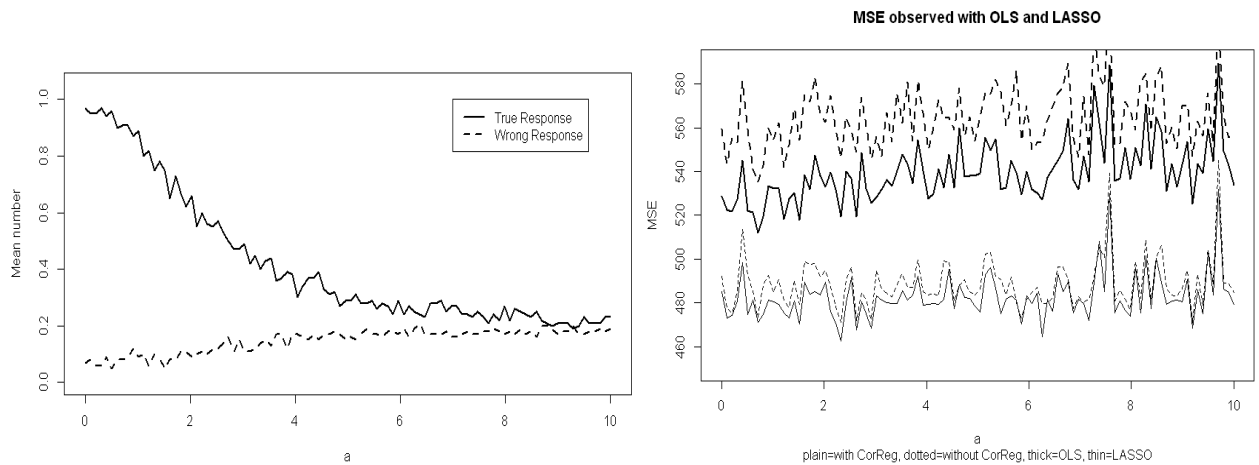 True Response
Wrong Response
Mean number
0.0
0.2
0.4
0.6
0.8
1.0
0 2 4 6 8 10
a
MSE observed with OLS and LASSO
MSE
460
480
500
520
540
560
580
0 2 4 6 8 10
a
plain=with CorReg, dotted=without CorReg, thick=OLS, thin=LASSO